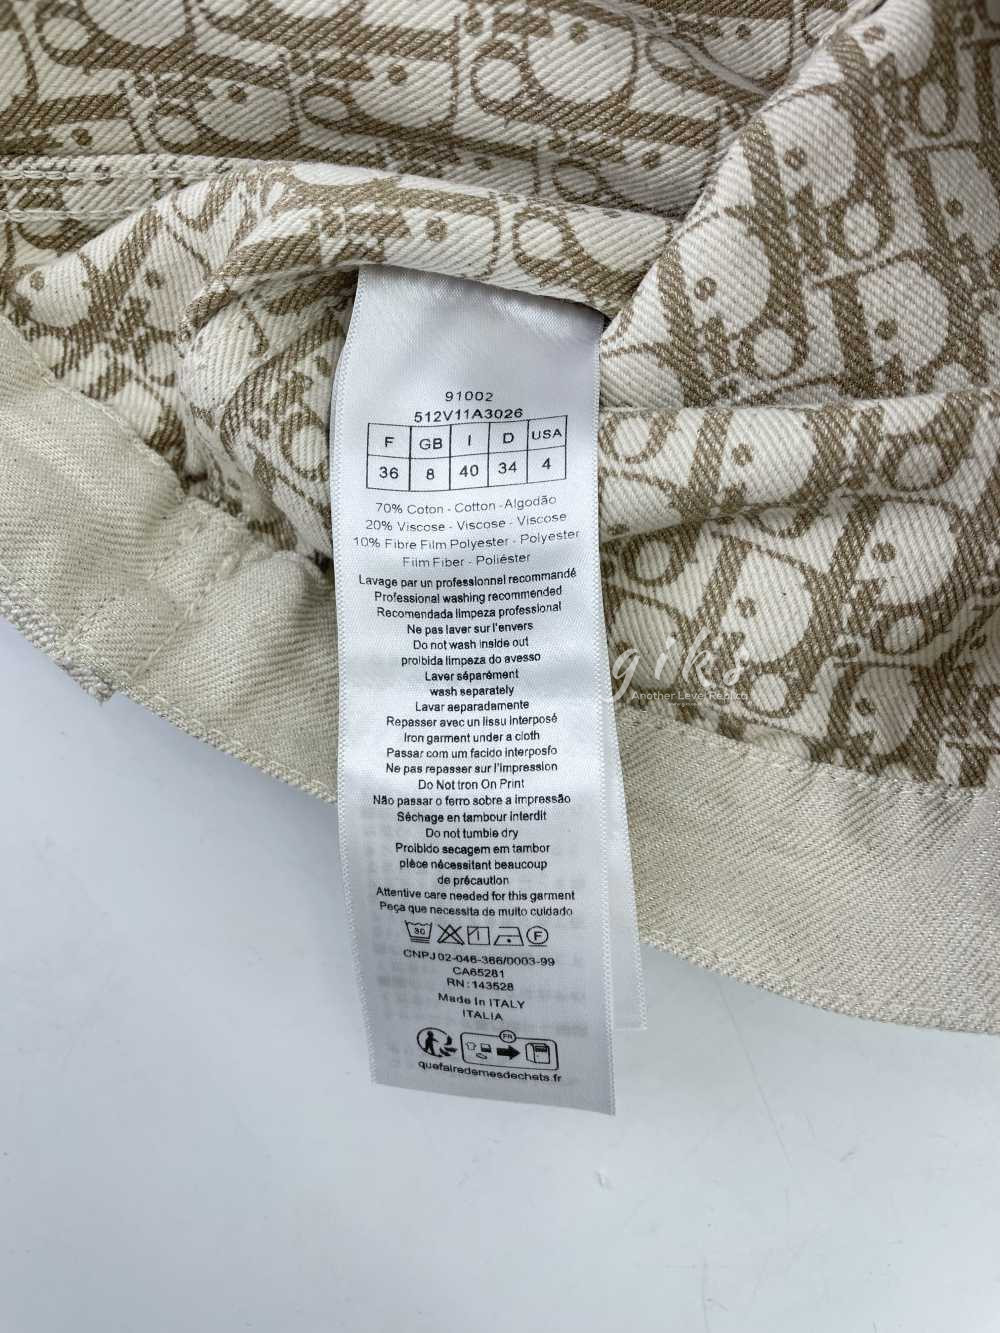 91002
512V11A3026
F GB I D USA
36 8 40 34 4
70% Coton - Cotton - Algodão
20% Viscose - Viscose - Viscose
10% Fibre Film Polyester - Polyester
Film Fiber - Poliéster
Lavage par un professionnel recommandé
Professional washing recommended
Recomendada limpeza professional
Ne pas laver sur l'envers
Do not wash inside out
proibida limpeza do avesso
Laver séparément
wash separately
Lavar aeparadamente
Repasser avec un lissu interposé
Iron garment under a cloth
Passar com um facido interposfo
Ne pas repasser sur l'impression
Do Not tron On Print
Não passar o ferro sobre a impressão
Séchage en tambour interdit
Do not tumble dry
Proibido secagem em tambor
plèce nécessitant beaucoup
de précaution
Attentive care needed for this garment
Peça que necessita de muito cuidado
30 F
CNPJ 02-046-366/0003-99
CA65281
RN : 143528
Made In ITALY
ITALIA
FR
quefairedemesdechets.fr
giks
Another Level Replica